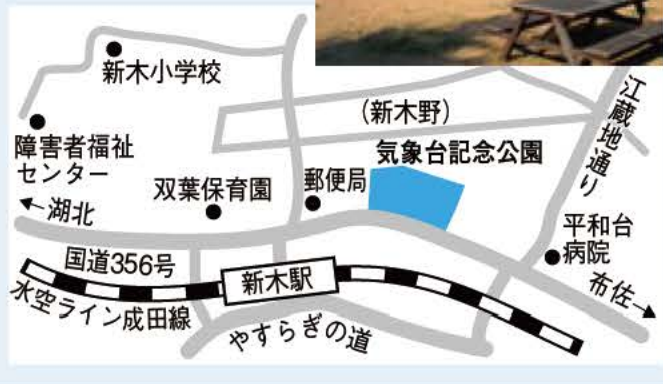 新木小学校
(新木野)
江蔵地通り
障害者福祉
センター
気象台記念公園
双葉保育園
郵便局
←湖北
平和台
病院
国道356号
新木駅
布佐→
水空ライン成田線
やすらぎの道